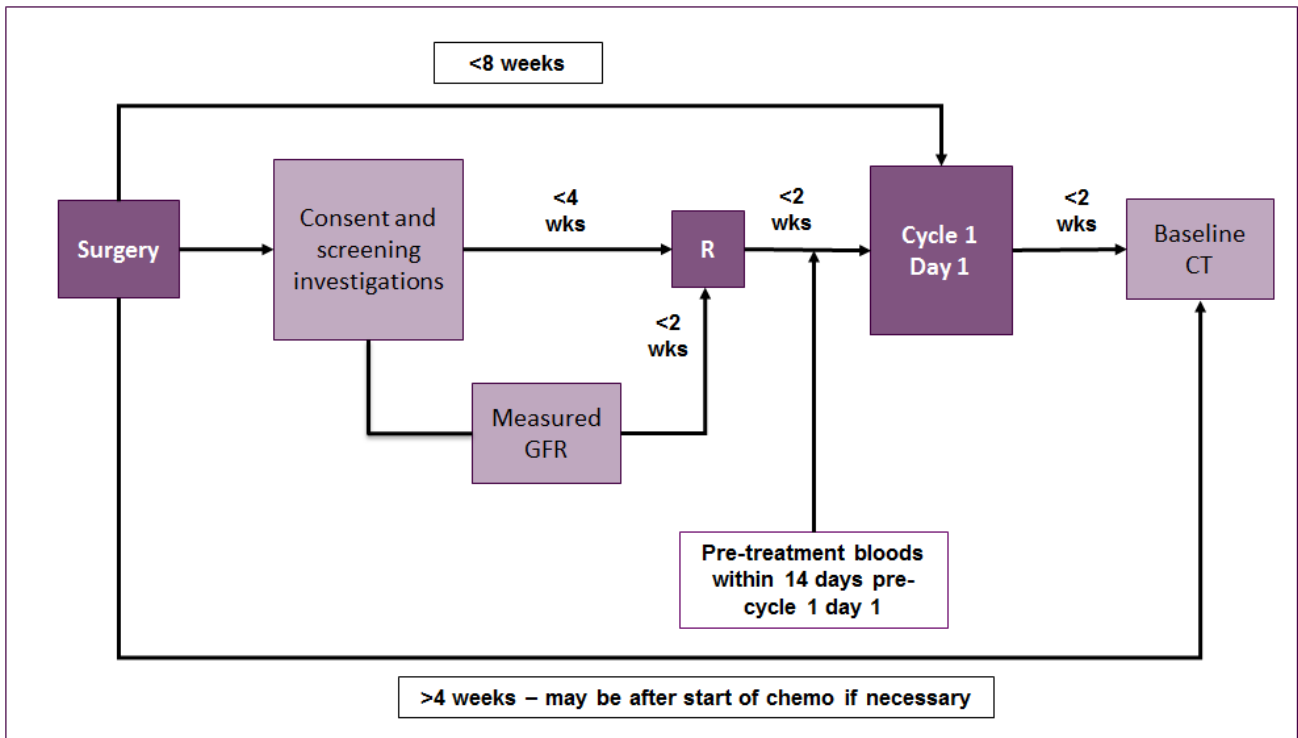 <8 weeks
Surgery
Consent and
screening
investigations
<4
wks
<2
wks
Measured
GFR
R
<2
wks
Pre-treatment bloods
within 14 days pre-
cycle 1 day 1
Cycle 1
Day 1
<2
wks
Baseline
CT
>4 weeks – may be after start of chemo if necessary